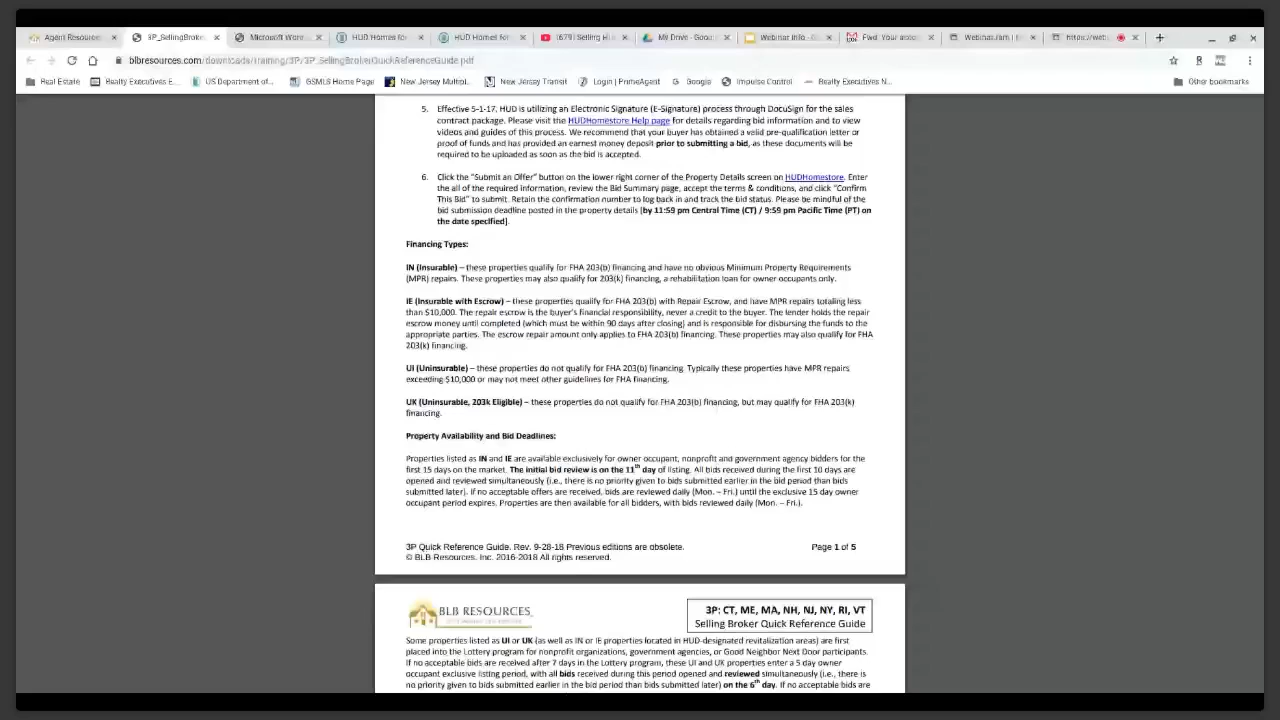 Agent Resources
3P_SellingBroker
Microsoft Word
HUD Homes for
HUD Homes for
(679) Selling HU
My Drive - Goog
Webinar Info - G
Fwd: Your
Webinar.ram |
https://web
blbresources.com/downloads/training/3P/3P_SellingBrokerQuickReferenceGuide.pdf
Real Estate
Realty Executives E...
US Department of...
GSMLS Home Page
New Jersey Multipl..
New Jersey Transit
Login | PrimeAgent
Google
Impulse Control
Realty Executives N...
Other bookmarks
5. Effective 5-1-17, HUD is utilizing an Electronic Signature (E-Signature) process through DocuSign for the sales
contract package. Please visit the HUDHomestore Help page for details regarding bid information and to view
videos and guides of this process. We recommend that your buyer has obtained a valid pre-qualification letter or
proof of funds and has provided an earnest money deposit prior to submitting a bid, as these documents will be
required to be uploaded as soon as the bid is accepted.
6. Click the "Submit an Offer" button on the lower right corner of the Property Details screen on HUDHomestore. Enter
the all of the required information, review the Bid Summary page, accept the terms & conditions, and click "Confirm
This Bid" to submit. Retain the confirmation number to log back in and track the bid status. Please be mindful of the
bid submission deadline posted in the property details [by 11:59 pm Central Time (CT) / 9:59 pm Pacific Time (PT) on
the date specified].
Financing Types:
IN (Insurable) – these properties qualify for FHA 203(b) financing and have no obvious Minimum Property Requirements
(MPR) repairs. These properties may also qualify for 203(k) financing, a rehabilitation loan for owner occupants only.
IE (Insurable with Escrow) – these properties qualify for FHA 203(b) with Repair Escrow, and have MPR repairs totaling less
than $10,000. The repair escrow is the buyer's financial responsibility, never a credit to the buyer. The lender holds the repair
escrow money until completed (which must be within 90 days after closing) and is responsible for disbursing the funds to the
appropriate parties. The escrow repair amount only applies to FHA 203(b) financing. These properties may also qualify for FHA
203(k) financing.
UI (Uninsurable) – these properties do not qualify for FHA 203(b) financing. Typically these properties have MPR repairs
exceeding $10,000 or may not meet other guidelines for FHA financing.
UK (Uninsurable, 203k Eligible) – these properties do not qualify for FHA 203(b) financing, but may qualify for FHA 203(k)
financing.
Property Availability and Bid Deadlines:
Properties listed as IN and IE are available exclusively for owner occupant, nonprofit and government agency bidders for the
first 15 days on the market. The initial bid review is on the 11th day of listing. All bids received during the first 10 days are
opened and reviewed simultaneously (i.e., there is no priority given to bids submitted earlier in the bid period than bids
submitted later). If no acceptable offers are received, bids are reviewed daily (Mon. – Fri.) until the exclusive 15 day owner
occupant period expires. Properties are then available for all bidders, with bids reviewed daily (Mon. – Fri.).
3P Quick Reference Guide. Rev. 9-28-18 Previous editions are obsolete.
Page 1 of 5
© BLB Resources. Inc. 2016-2018 All rights reserved.
BLB RESOURCES
3P: CT, ME, MA, NH, NJ, NY, RI, VT
Selling Broker Quick Reference Guide
Some properties listed as UI or UK (as well as IN or IE properties located in HUD-designated revitalization areas) are first
placed into the Lottery program for nonprofit organizations, government agencies, or Good Neighbor Next Door participants.
If no acceptable bids are received after 7 days in the Lottery program, these UI and UK properties enter a 5 day owner
occupant exclusive listing period, with all bids received during this period opened and reviewed simultaneously (i.e., there is
no priority given to bids submitted earlier in the bid period than bids submitted later) on the 6th day. If no acceptable bids are